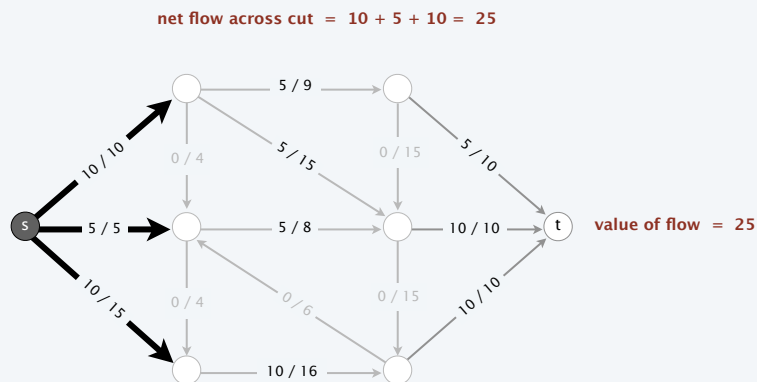 net flow across cut = 10 + 5 + 10 = 25
5 / 9
10 / 10
0 / 4
5 / 15
0 / 15
5 / 10
s
5 / 5
5 / 8
10 / 10
t
value of flow = 25
10 / 15
0 / 4
0 / 6
0 / 15
10 / 10
10 / 16